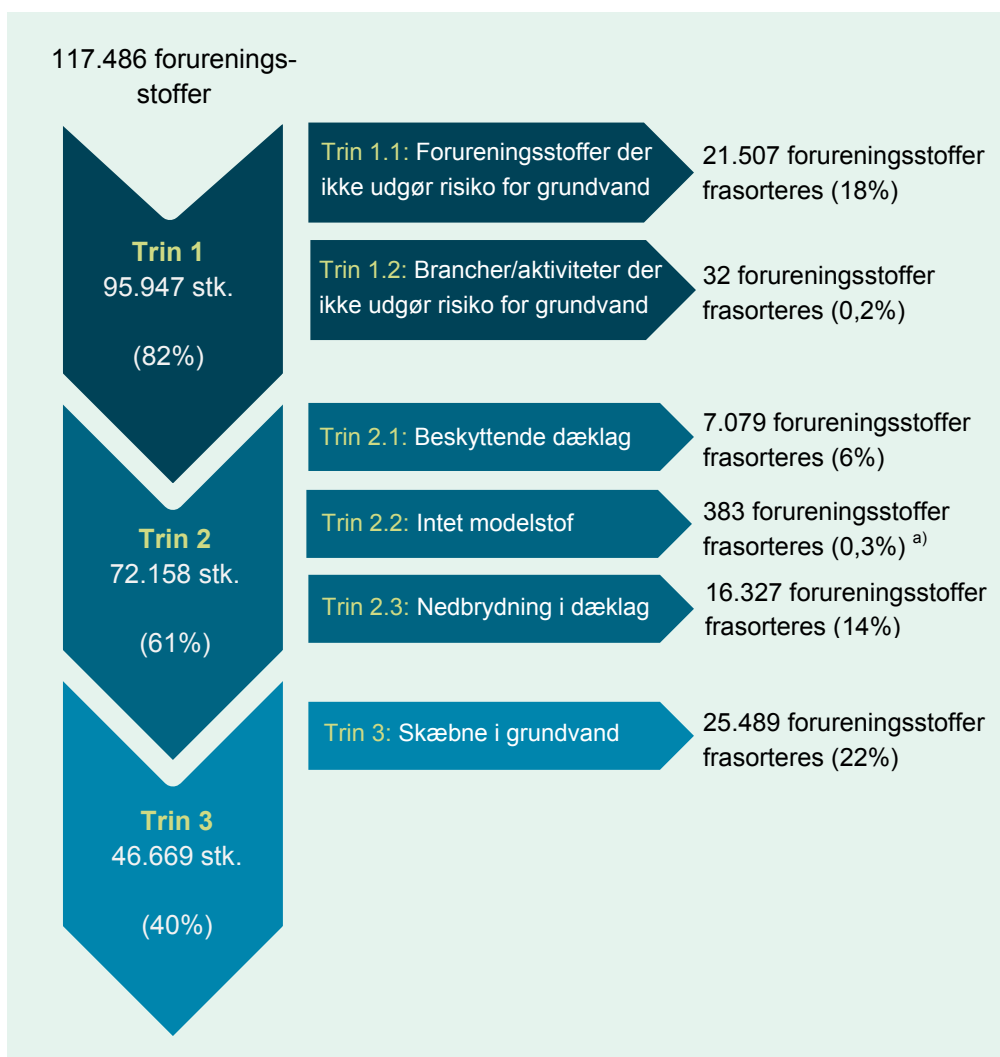 117.486 forurenings-
stoffer
Trin 1
95.947 stk.
(82%)
Trin 1.1: Forureningsstoffer der
ikke udgør risiko for grundvand
21.507 forureningsstoffer
frasorteres (18%)
Trin 1.2: Brancher/aktiviteter der
ikke udgør risiko for grundvand
32 forureningsstoffer
frasorteres (0,2%)
Trin 2
72.158 stk.
(61%)
Trin 2.1: Beskyttende dæklag
7.079 forureningsstoffer
frasorteres (6%)
Trin 2.2: Intet modelstof
383 forureningsstoffer
frasorteres (0,3%) a)
Trin 2.3: Nedbrydning i dæklag
16.327 forureningsstoffer
frasorteres (14%)
Trin 3
46.669 stk.
(40%)
Trin 3: Skæbne i grundvand
25.489 forureningsstoffer
frasorteres (22%)